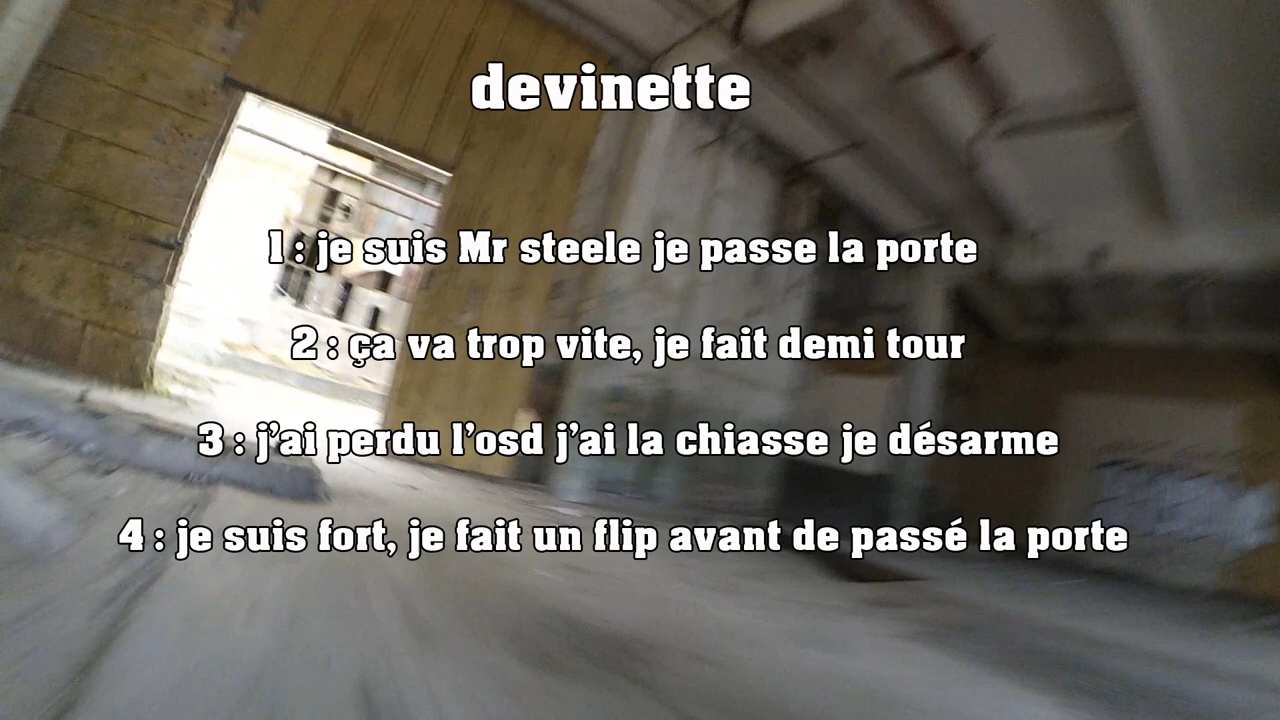 devinette
1 : je suis Mr steele je passe la porte
2 : ça va trop vite, je fait demi tour
3 : j'ai perdu l'osd j'ai la chiasse je désarme
4 : je suis fort, je fait un flip avant de passé la porte